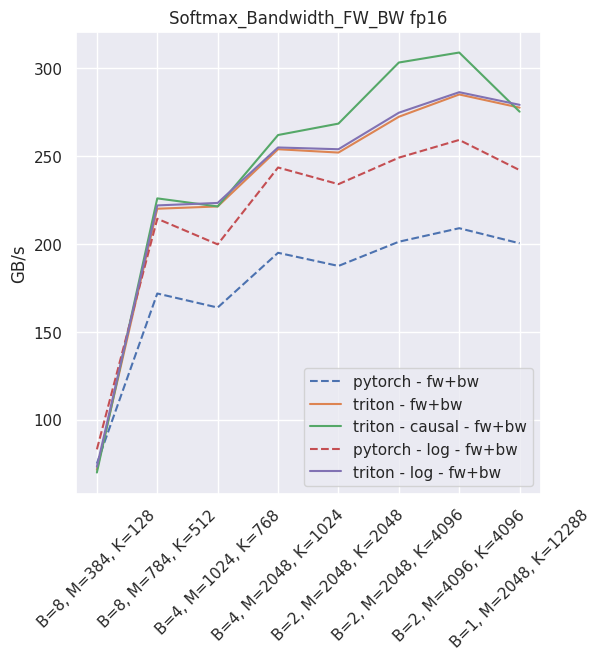 Softmax_Bandwidth_FW_BW fp16
GB/s
300
250
200
150
100
pytorch - fw+bw
triton - fw+bw
triton - causal - fw+bw
pytorch - log - fw+bw
triton - log - fw+bw
B=8, M=384, K=128
B=8, M=784, K=512
B=4, M=1024, K=768
B=4, M=2048, K=1024
B=2, M=2048, K=2048
B=2, M=2048, K=4096
B=2, M=4096, K=4096
B=1, M=2048, K=12288